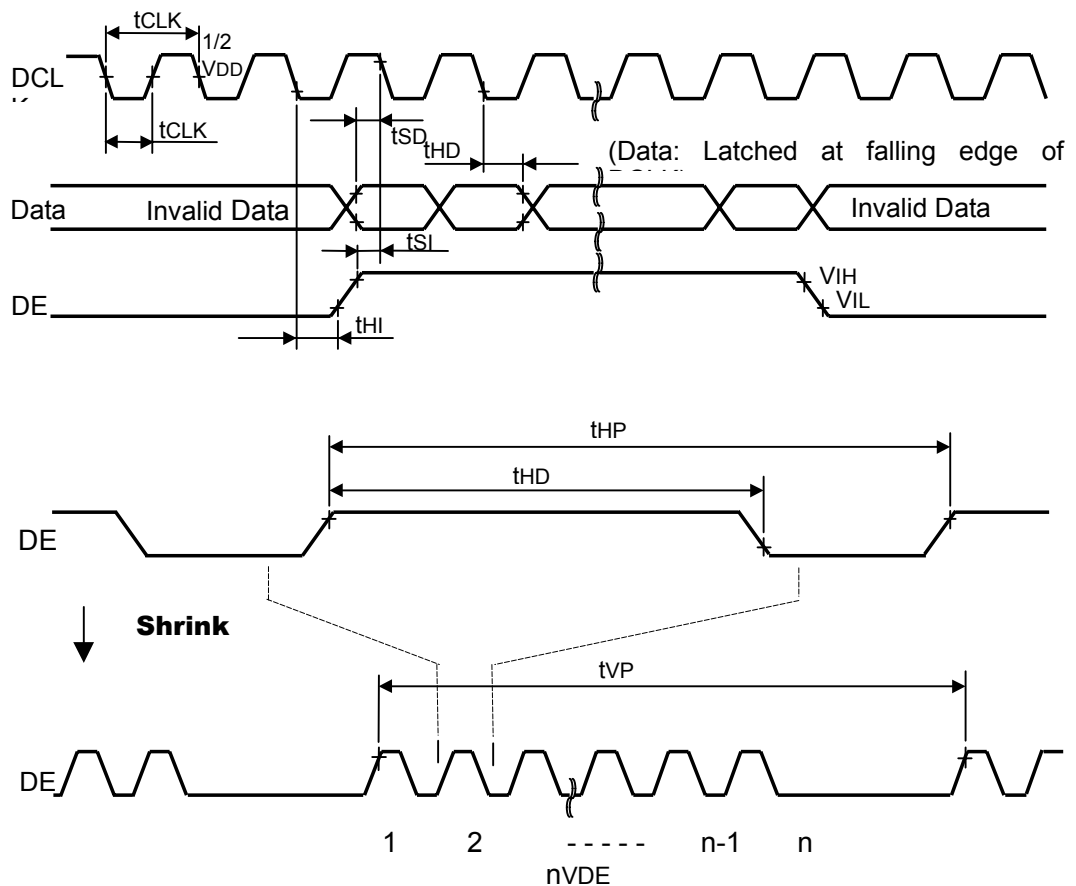 tCLK
1/2
VDD
DCL
tCLK
tSD
tHD
(Data: Latched at falling edge of
Data
Invalid Data
Invalid Data
tSI
DE
VIH
VIL
tHI
tHP
tHD
DE
Shrink
tVP
DE
1 2 - - - - - n-1 n
nVDE